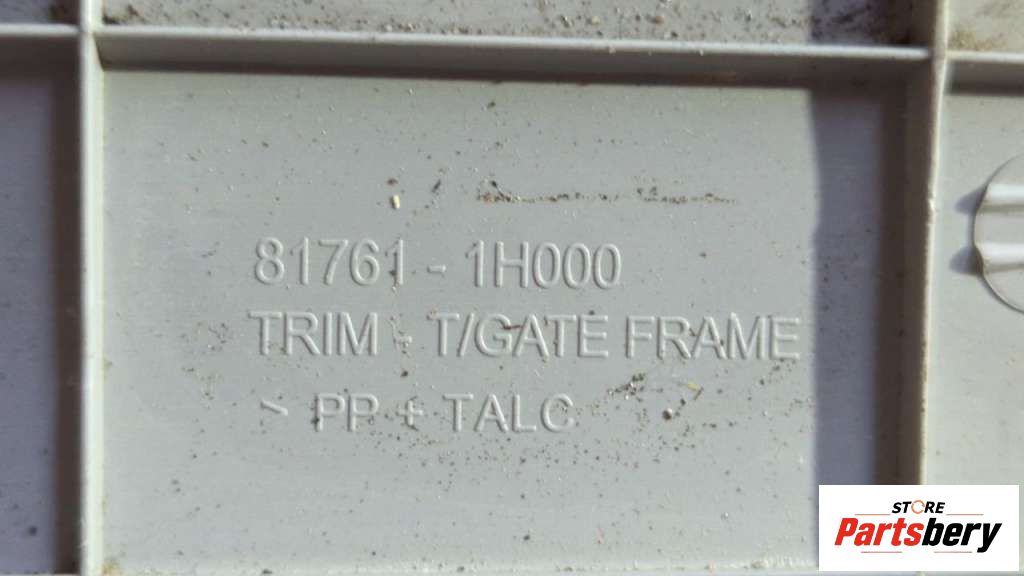 81761 - 1H000
TRIM - T/GATE FRAME
> PP + TALC
STORE
Partsbery